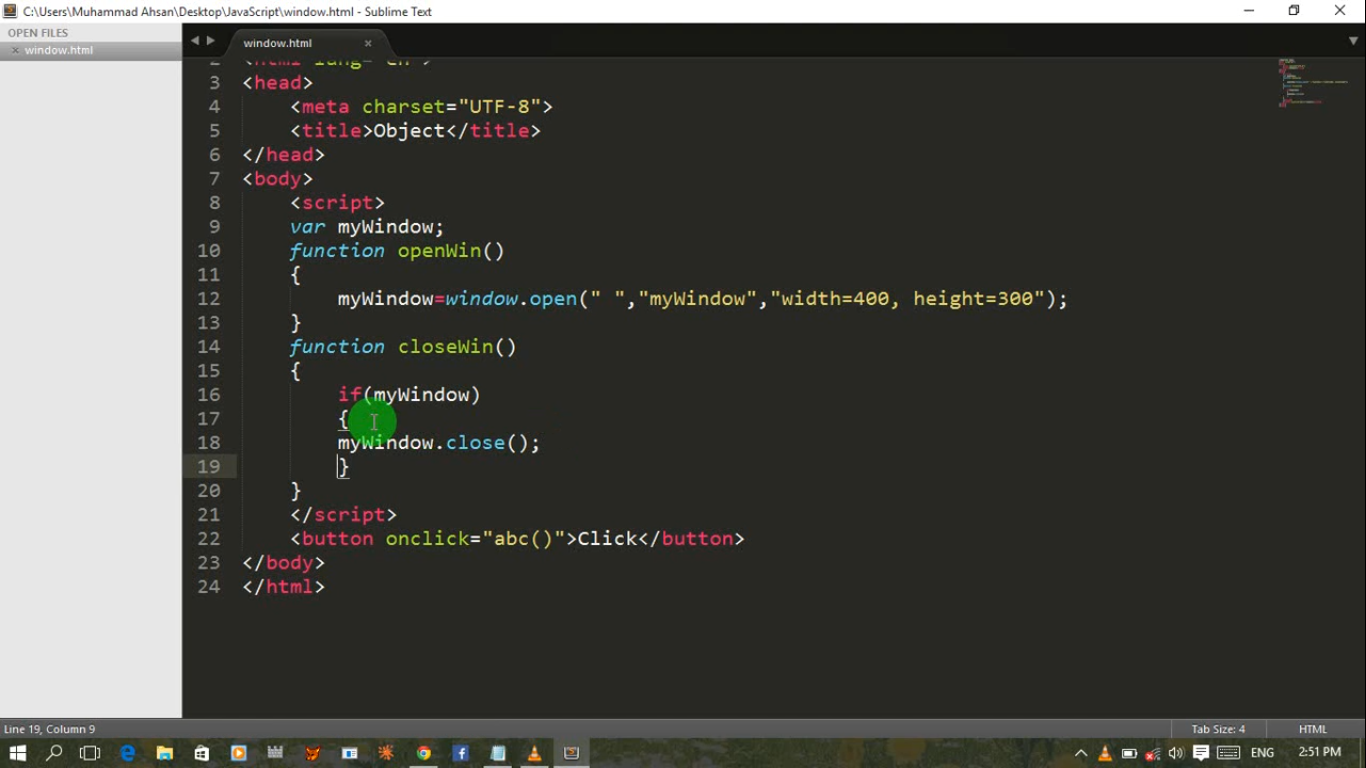 C:\Users\Muhammad Ahsan\Desktop\JavaScript\window.html - Sublime Text
OPEN FILES
× window.html
window.html ×
2 <html lang="en">
3 <head>
4 <meta charset="UTF-8">
5 <title>Object</title>
6 </head>
7 <body>
8 <script>
9 var myWindow;
10 function openWin()
11 {
12 myWindow=window.open(" ","myWindow","width=400, height=300");
13 }
14 function closeWin()
15 {
16 if(myWindow)
17 {
18 myWindow.close();
19 }
20 }
21 </script>
22 <button onclick="abc()">Click</button>
23 </body>
24 </html>
Line 19, Column 9
Tab Size: 4
HTML
ENG
2:51 PM